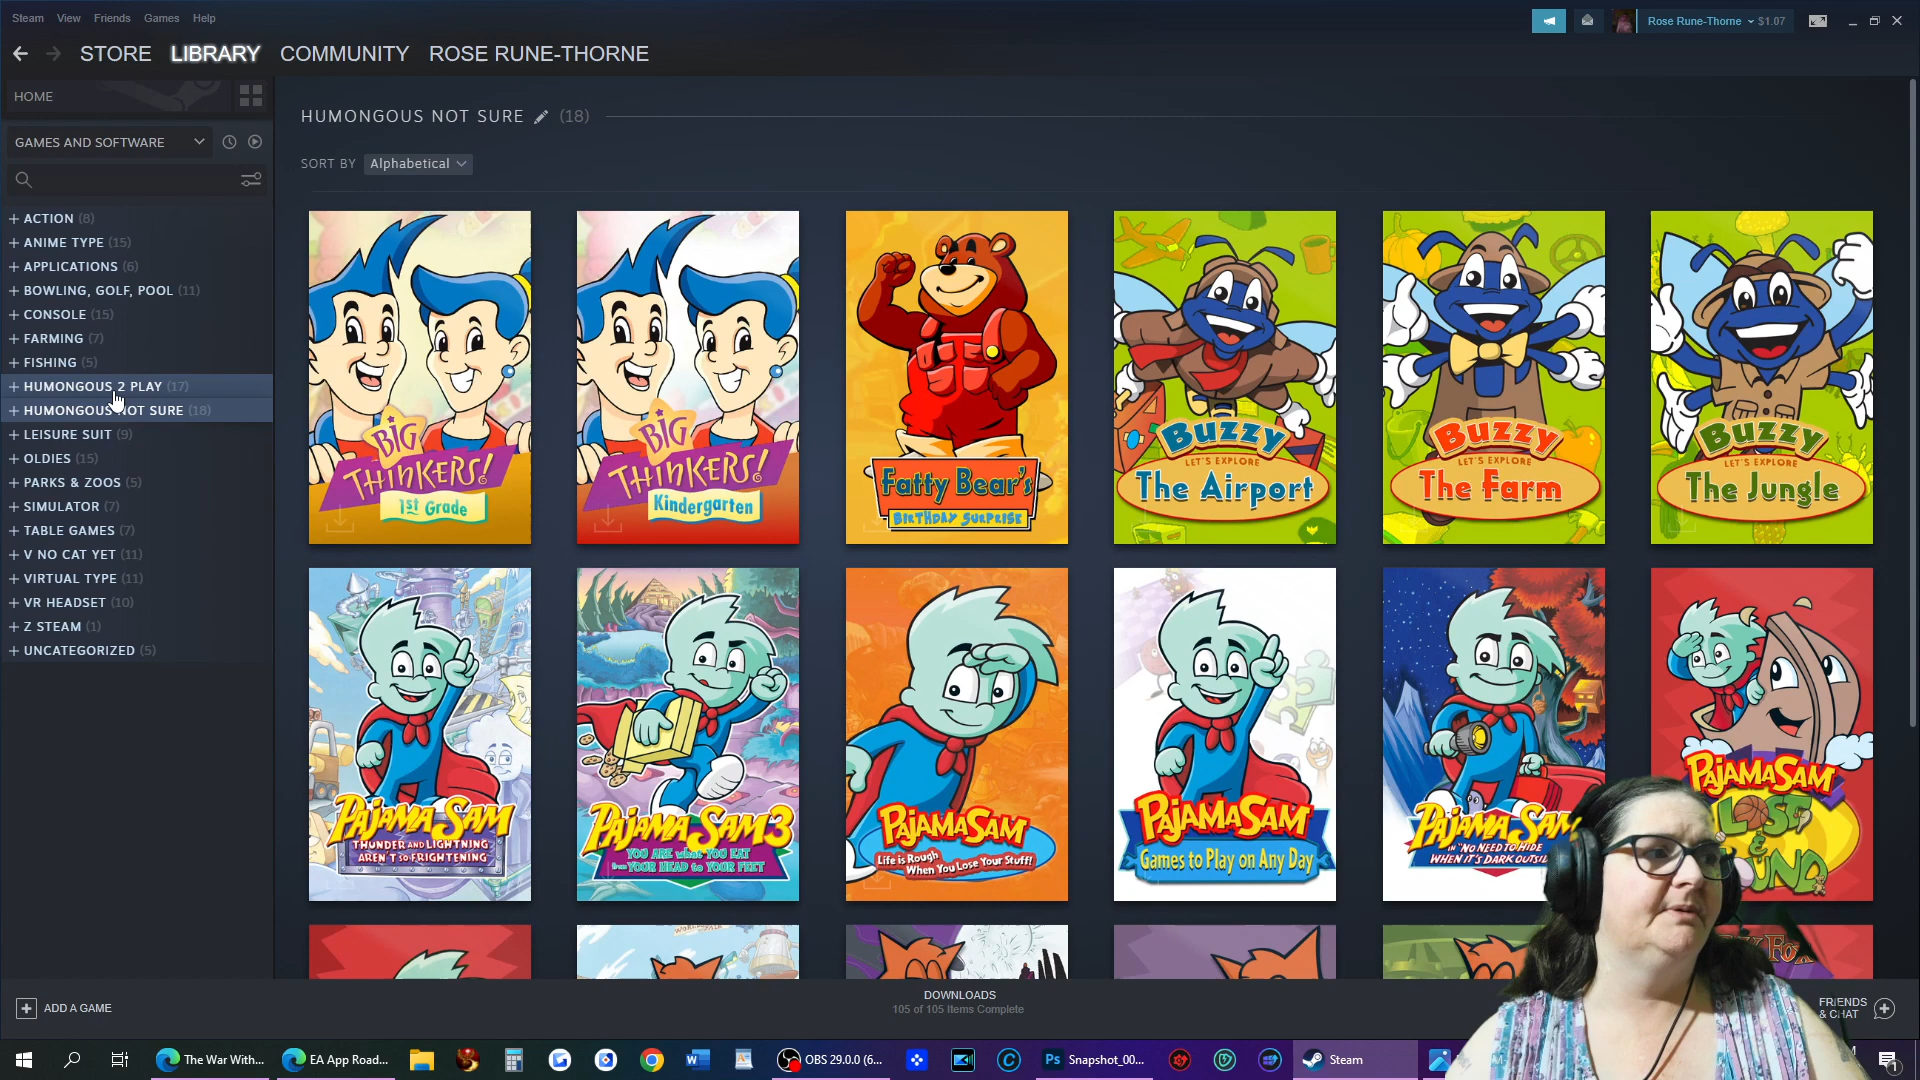 Steam View Friends Games Help
Rose Rune-Thorne $1.07
STORE LIBRARY COMMUNITY ROSE RUNE-THORNE
HOME
GAMES AND SOFTWARE
+ ACTION (8)
+ ANIME TYPE (15)
+ APPLICATIONS (6)
+ BOWLING, GOLF, POOL (11)
+ CONSOLE (15)
+ FARMING (7)
+ FISHING (5)
+ HUMONGOUS 2 PLAY (17)
+ HUMONGOUS NOT SURE (18)
+ LEISURE SUIT (9)
+ OLDIES (15)
+ PARKS & ZOOS (5)
+ SIMULATOR (7)
+ TABLE GAMES (7)
+ V NO CAT YET (11)
+ VIRTUAL TYPE (11)
+ VR HEADSET (10)
+ Z STEAM (1)
+ UNCATEGORIZED (5)
HUMONGOUS NOT SURE (18)
SORT BY Alphabetical
BIG
THINKERS!
1st Grade
BIG
THINKERS!
Kindergarten
Fatty Bear's
BIRTHDAY SURPRISE
Buzzy
LET'S EXPLORE
The Airport
Buzzy
LET'S EXPLORE
The Farm
Buzzy
LET'S EXPLORE
The Jungle
PAJAMA SAM
THUNDER AND LIGHTNING
AREN'T SO FRIGHTENING
PAJAMA SAM 3
YOU ARE what YOU EAT
from YOUR HEAD to YOUR FEET
PAJAMA SAM
Life is Rough
When You Lose Your Stuff!
PAJAMA SAM
Games to Play on Any Day
PAJAMA SAM
IN "NO NEED TO HIDE
WHEN IT'S DARK OUTSIDE
PAJAMA SAM
LOST
&
FOUND
ADD A GAME
DOWNLOADS
105 of 105 Items Complete
FRIENDS
& CHAT
The War With...
EA App Road...
OBS 29.0.0 (6...
Ps Snapshot_00...
Steam
1